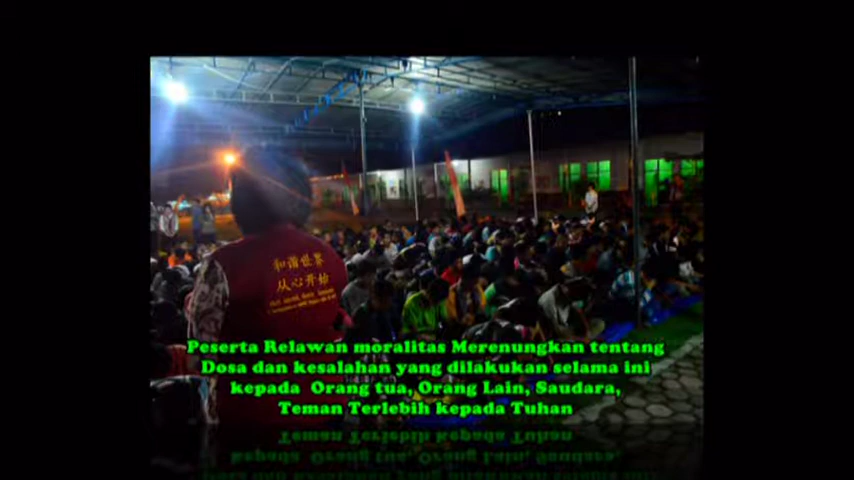 和谐世界
从心开始
Peserta Relawan moralitas Merenungkan tentang
Dosa dan kesalahan yang dilakukan selama ini
kepada Orang tua, Orang Lain, Saudara,
Teman Terlebih kepada Tuhan